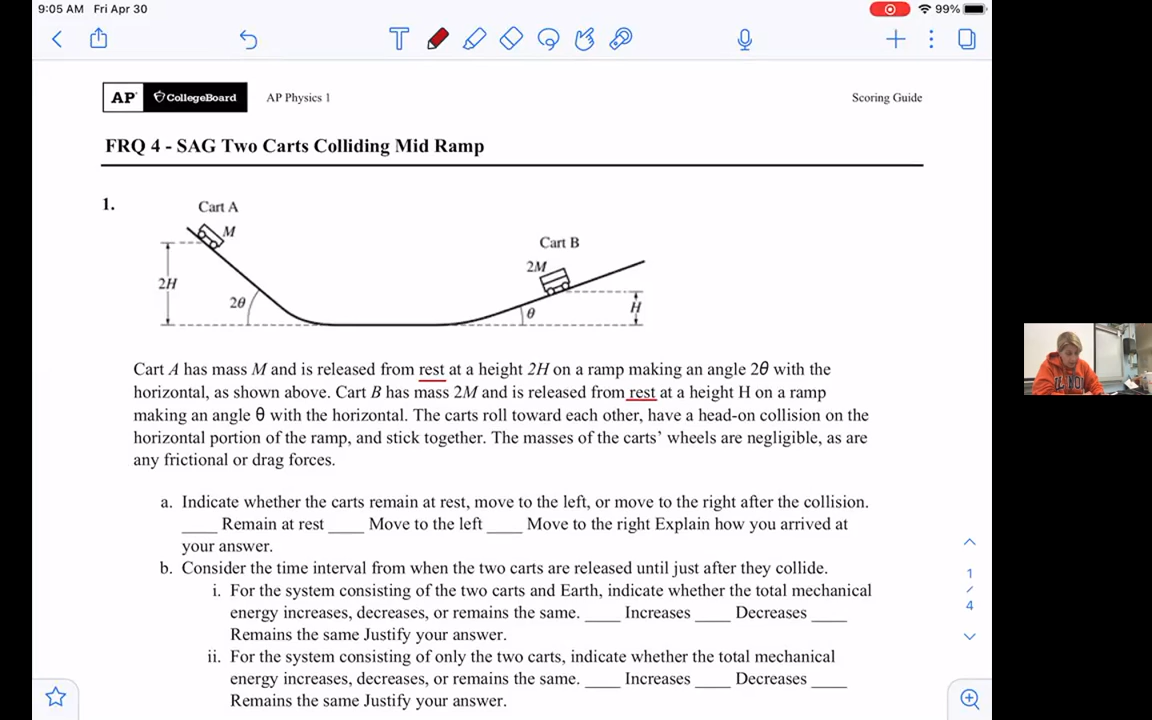 9:05 AM Fri Apr 30
99%
AP CollegeBoard AP Physics 1 Scoring Guide
FRQ 4 - SAG Two Carts Colliding Mid Ramp
1.
Cart A
M
Cart B
2M
2H
2θ
θ
H
Cart A has mass M and is released from rest at a height 2H on a ramp making an angle 2θ with the
horizontal, as shown above. Cart B has mass 2M and is released from rest at a height H on a ramp
making an angle θ with the horizontal. The carts roll toward each other, have a head-on collision on the
horizontal portion of the ramp, and stick together. The masses of the carts’ wheels are negligible, as are
any frictional or drag forces.
a. Indicate whether the carts remain at rest, move to the left, or move to the right after the collision.
____ Remain at rest ____ Move to the left ____ Move to the right Explain how you arrived at
your answer.
b. Consider the time interval from when the two carts are released until just after they collide.
i. For the system consisting of the two carts and Earth, indicate whether the total mechanical
energy increases, decreases, or remains the same. ____ Increases ____ Decreases ____
Remains the same Justify your answer.
ii. For the system consisting of only the two carts, indicate whether the total mechanical
energy increases, decreases, or remains the same. ____ Increases ____ Decreases ____
Remains the same Justify your answer.
1
/
4